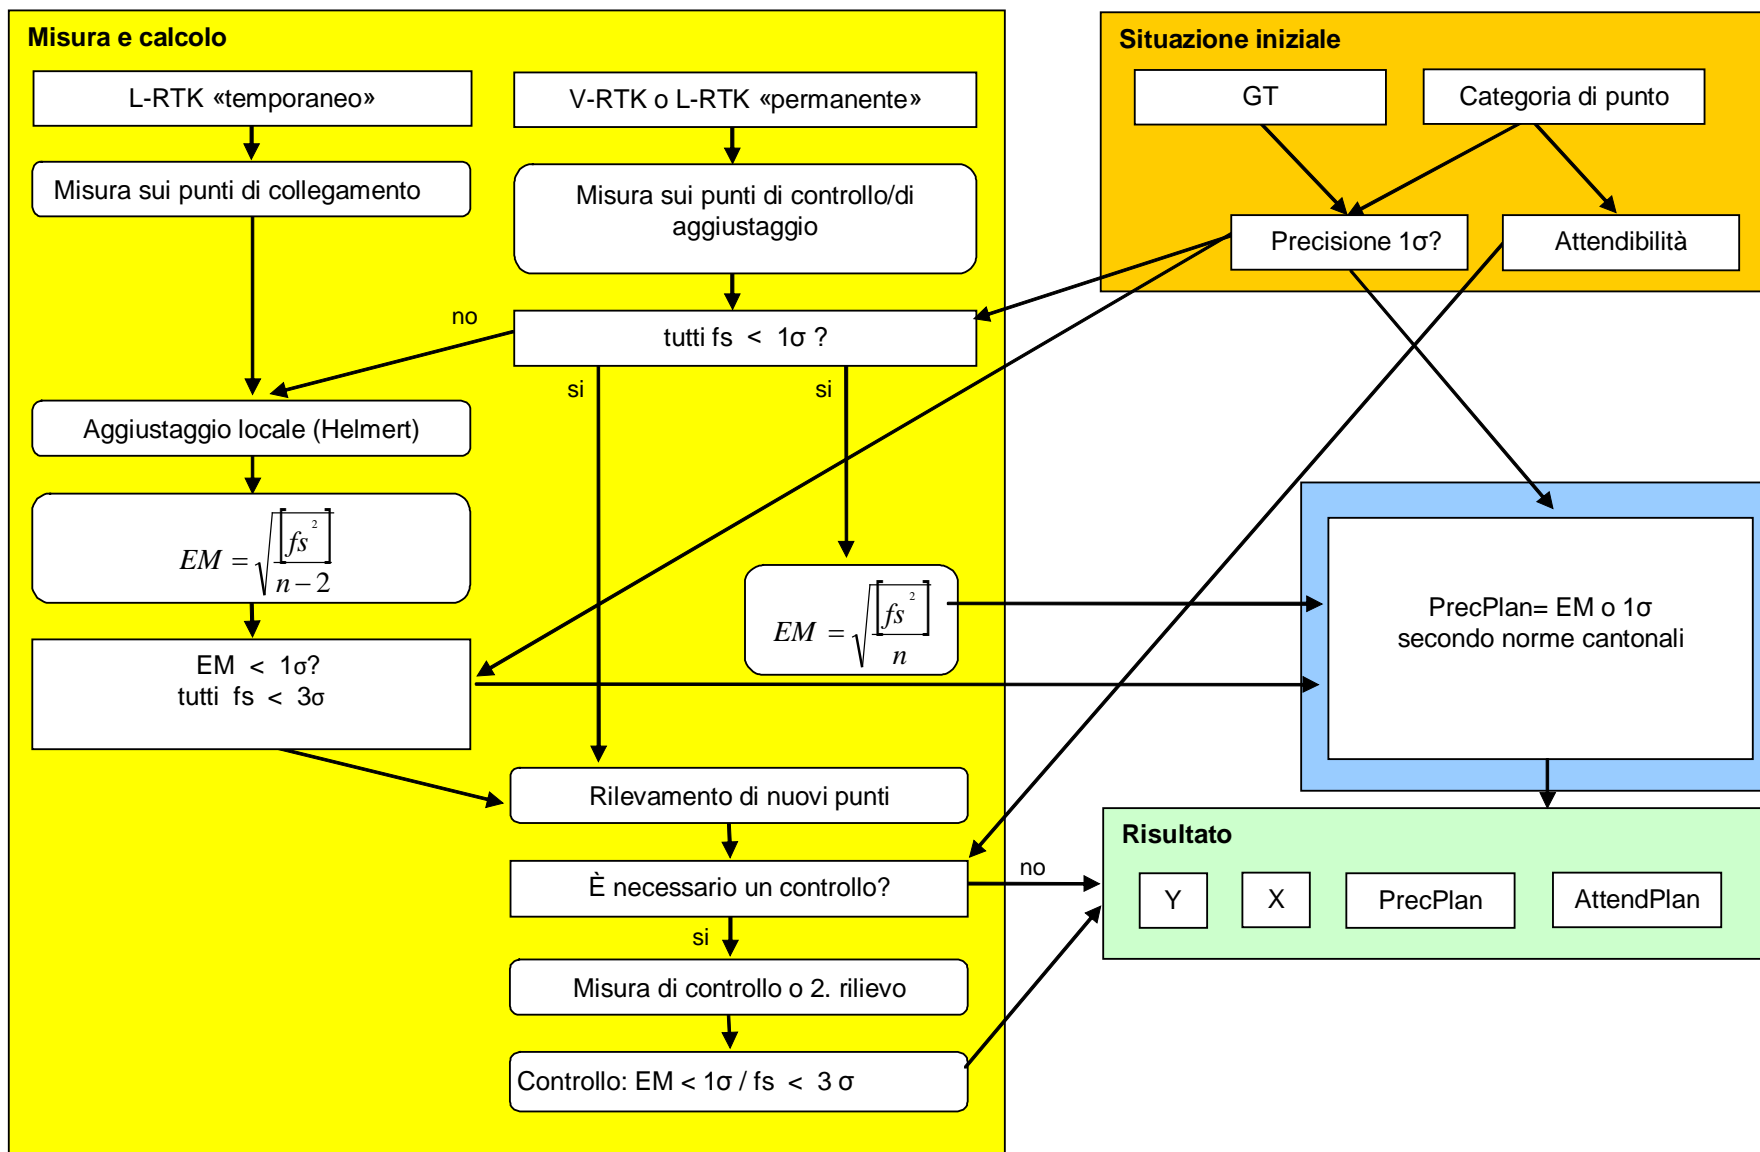 Misura e calcolo
L-RTK «temporaneo»
V-RTK o L-RTK «permanente»
Misura sui punti di collegamento
Misura sui punti di controllo/di
aggiustaggio
no
tutti fs < 1σ ?
si
si
Aggiustaggio locale (Helmert)
EM = √([fs²] / (n − 2))
EM = √([fs²] / n)
EM < 1σ?
tutti fs < 3σ
Rilevamento di nuovi punti
È necessario un controllo?
no
si
Misura di controllo o 2. rilievo
Controllo: EM < 1σ / fs < 3 σ
Situazione iniziale
GT
Categoria di punto
Precisione 1σ?
Attendibilità
PrecPlan= EM o 1σ
secondo norme cantonali
Risultato
Y
X
PrecPlan
AttendPlan